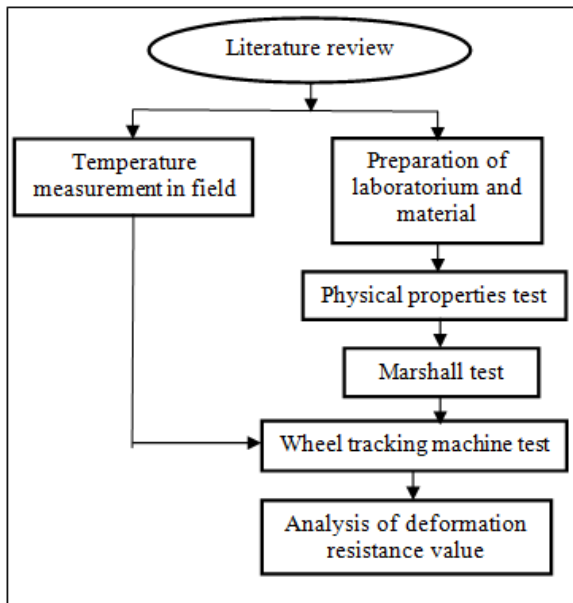 Literature review
Temperature
measurement in field
Preparation of
laboratorium and
material
Physical properties test
Marshall test
Wheel tracking machine test
Analysis of deformation
resistance value